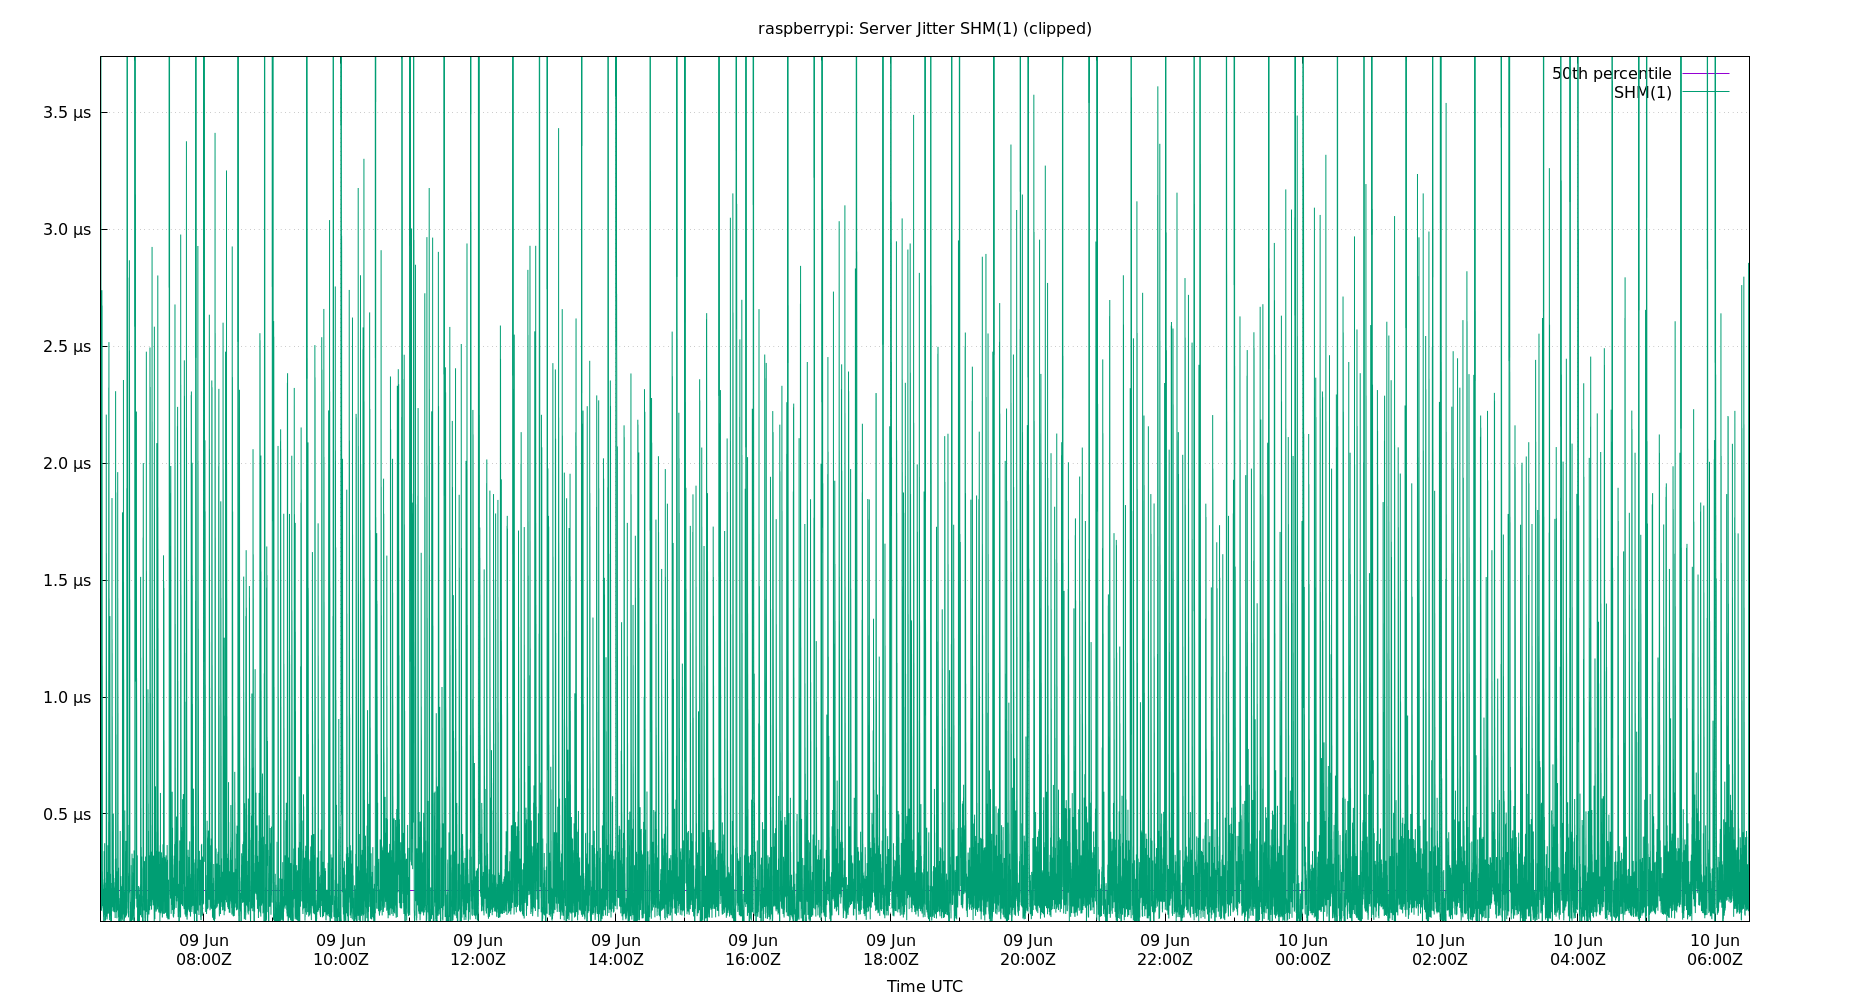 raspberrypi: Server Jitter SHM(1) (clipped)
50th percentile
SHM(1)
3.5 µs
3.0 µs
2.5 µs
2.0 µs
1.5 µs
1.0 µs
0.5 µs
09 Jun 09 Jun 09 Jun 09 Jun 09 Jun 09 Jun 09 Jun 09 Jun 10 Jun 10 Jun 10 Jun 10 Jun
08:00Z 10:00Z 12:00Z 14:00Z 16:00Z 18:00Z 20:00Z 22:00Z 00:00Z 02:00Z 04:00Z 06:00Z
Time UTC